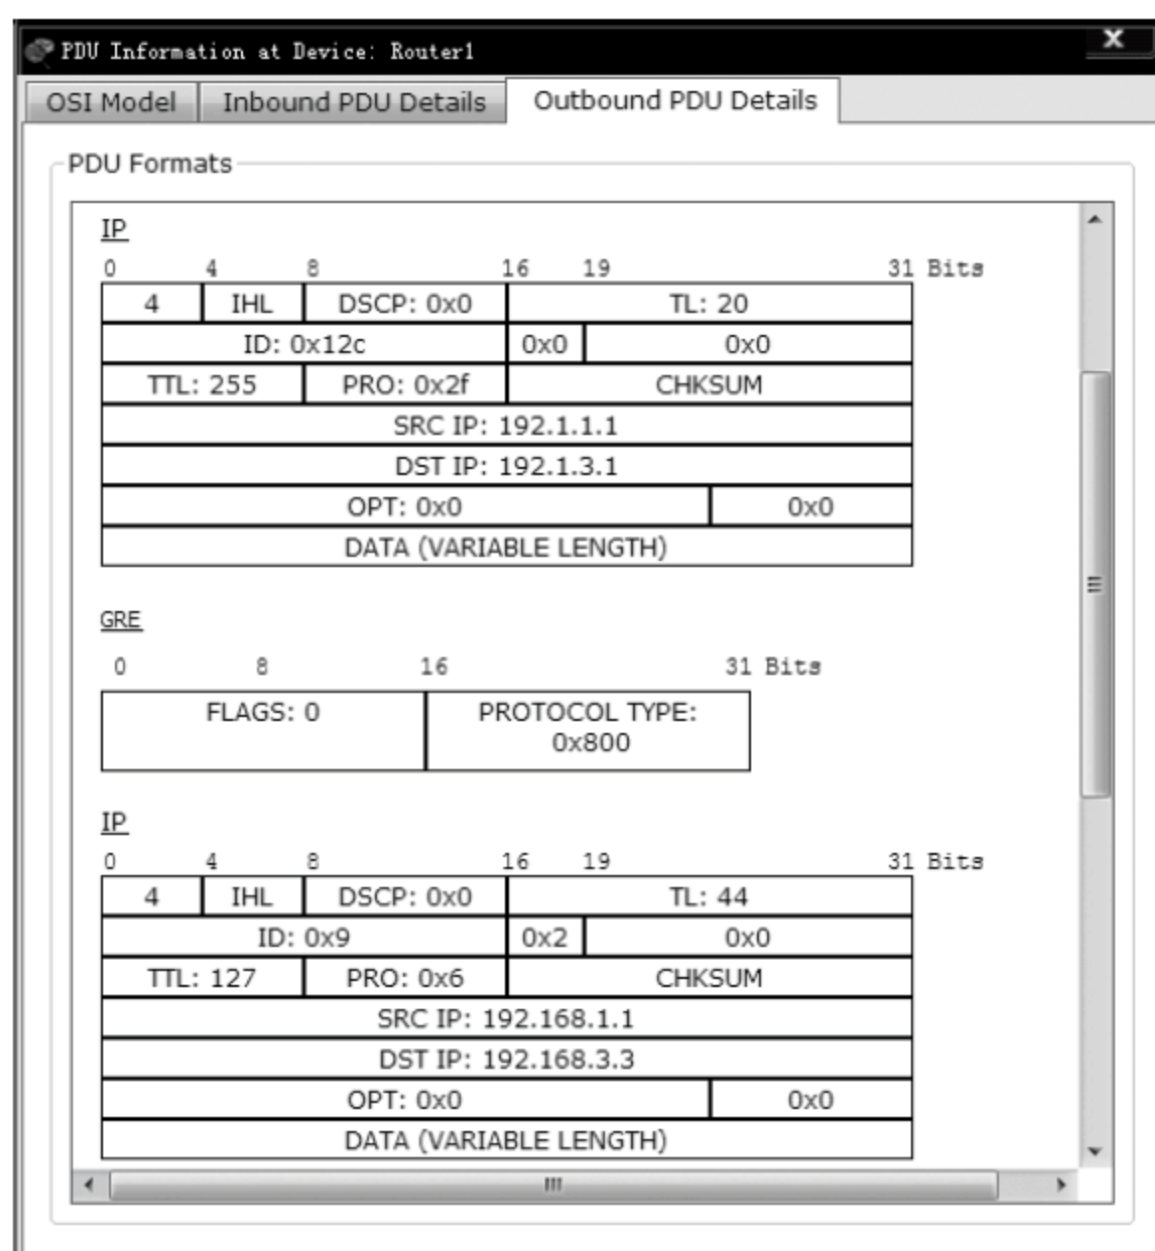 PDU Information at Device: Router1
X
OSI Model Inbound PDU Details Outbound PDU Details
PDU Formats
IP
0 4 8 16 19 31 Bits
4 IHL DSCP: 0x0 TL: 20
ID: 0x12c 0x0 0x0
TTL: 255 PRO: 0x2f CHKSUM
SRC IP: 192.1.1.1
DST IP: 192.1.3.1
OPT: 0x0 0x0
DATA (VARIABLE LENGTH)
GRE
0 8 16 31 Bits
FLAGS: 0 PROTOCOL TYPE:
0x800
IP
0 4 8 16 19 31 Bits
4 IHL DSCP: 0x0 TL: 44
ID: 0x9 0x2 0x0
TTL: 127 PRO: 0x6 CHKSUM
SRC IP: 192.168.1.1
DST IP: 192.168.3.3
OPT: 0x0 0x0
DATA (VARIABLE LENGTH)